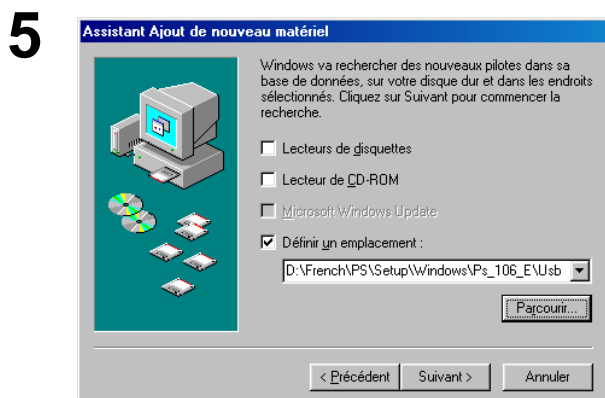 5
Assistant Ajout de nouveau matériel
Windows va rechercher des nouveaux pilotes dans sa
base de données, sur votre disque dur et dans les endroits
sélectionnés. Cliquez sur Suivant pour commencer la
recherche.
Lecteurs de disquettes
Lecteur de CD-ROM
Microsoft Windows Update
Définir un emplacement :
D:\French\PS\Setup\Windows\Ps_106_E\Usb
Parcourir...
< Précédent Suivant > Annuler